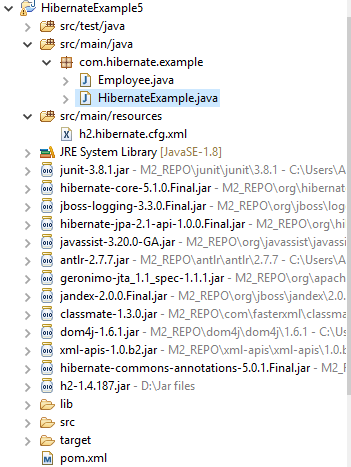 HibernateExample5
src/test/java
src/main/java
com.hibernate.example
Employee.java
HibernateExample.java
src/main/resources
h2.hibernate.cfg.xml
JRE System Library [JavaSE-1.8]
junit-3.8.1.jar - M2_REPO\junit\junit\3.8.1 - C:\Users\A
hibernate-core-5.1.0.Final.jar - M2_REPO\org\hibernat
jboss-logging-3.3.0.Final.jar - M2_REPO\org\jboss\log
hibernate-jpa-2.1-api-1.0.0.Final.jar - M2_REPO\org\hi
javassist-3.20.0-GA.jar - M2_REPO\org\javassist\javassi
antlr-2.7.7.jar - M2_REPO\antlr\antlr\2.7.7 - C:\Users\A
geronimo-jta_1.1_spec-1.1.1.jar - M2_REPO\org\apac
jandex-2.0.0.Final.jar - M2_REPO\org\jboss\jandex\2.0
classmate-1.3.0.jar - M2_REPO\com\fasterxml\classma
dom4j-1.6.1.jar - M2_REPO\dom4j\dom4j\1.6.1 - C:\Us
xml-apis-1.0.b2.jar - M2_REPO\xml-apis\xml-apis\1.0.b
hibernate-commons-annotations-5.0.1.Final.jar - M2_R
h2-1.4.187.jar - D:\Jar files
lib
src
target
pom.xml